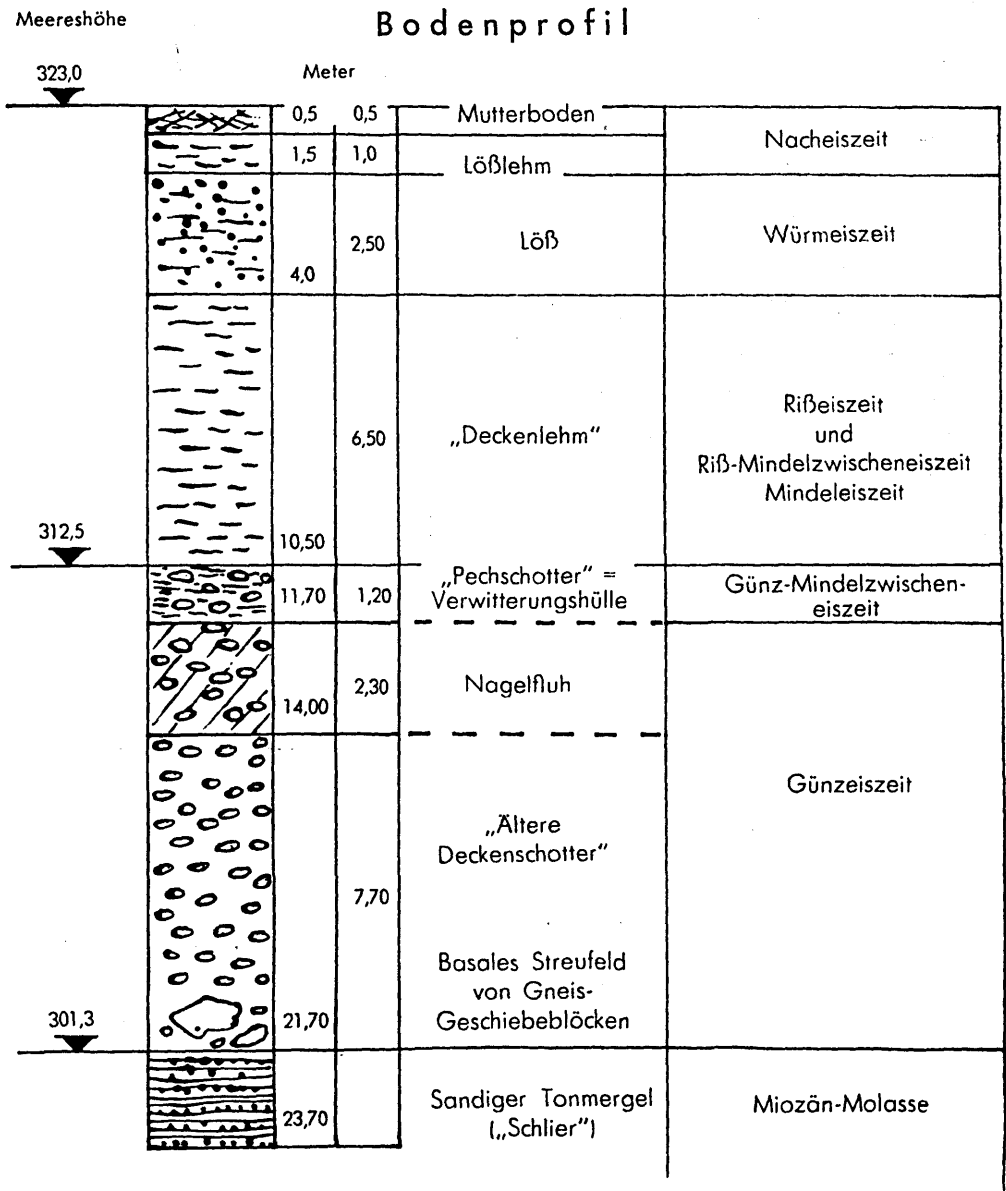 Meereshöhe
Bodenprofil
323,0
Meter
0,5 0,5 Mutterboden
Nacheiszeit
1,5 1,0
Lößlehm
2,50 Löß Würmeiszeit
4,0
Rißeiszeit
und
6,50 „Deckenlehm“
Riß-Mindelzwischeneiszeit
Mindeleiszeit
312,5
10,50
„Pechschotter“ =
Verwitterungshülle
11,70 1,20
Günz-Mindelzwischen-
eiszeit
2,30 Nagelfluh
14,00
Günzeiszeit
„Ältere
Deckenschotter“
7,70
Basales Streufeld
von Gneis-
Geschiebeblöcken
301,3
21,70
Sandiger Tonmergel
(„Schlier“)
Miozän-Molasse
23,70